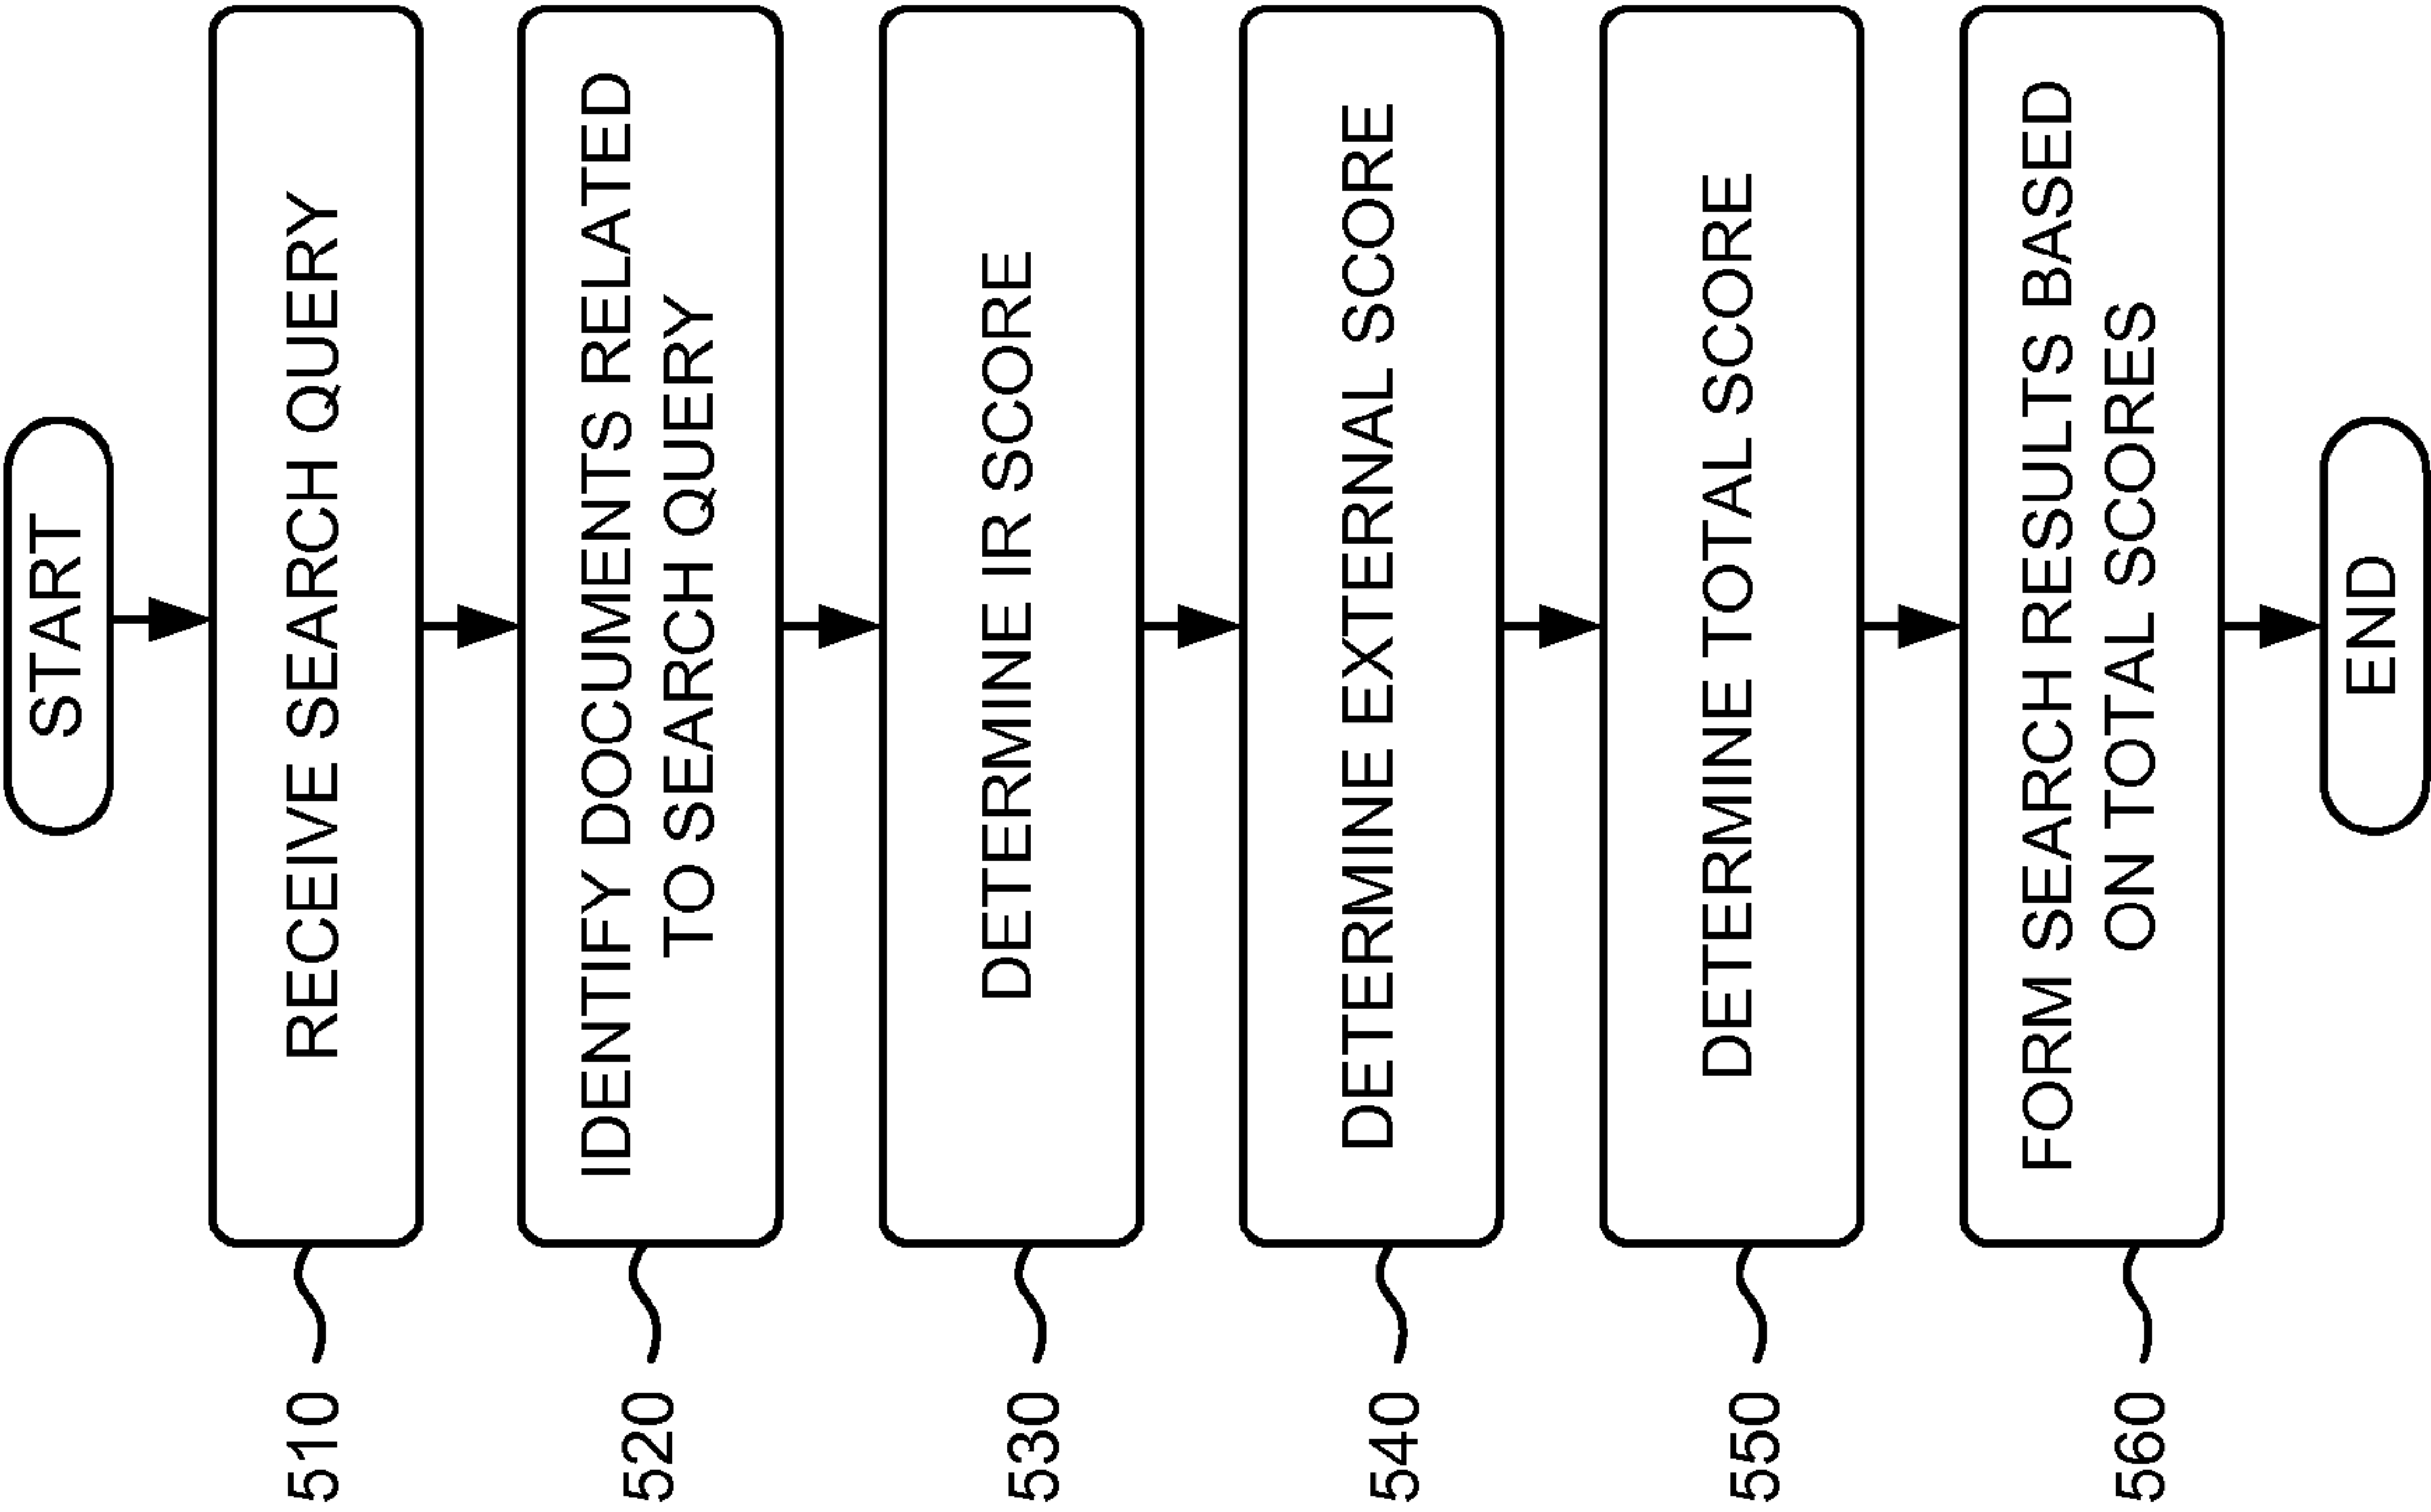 START
510
RECEIVE SEARCH QUERY
520
IDENTIFY DOCUMENTS RELATED
TO SEARCH QUERY
530
DETERMINE IR SCORE
540
DETERMINE EXTERNAL SCORE
550
DETERMINE TOTAL SCORE
560
FORM SEARCH RESULTS BASED
ON TOTAL SCORES
END